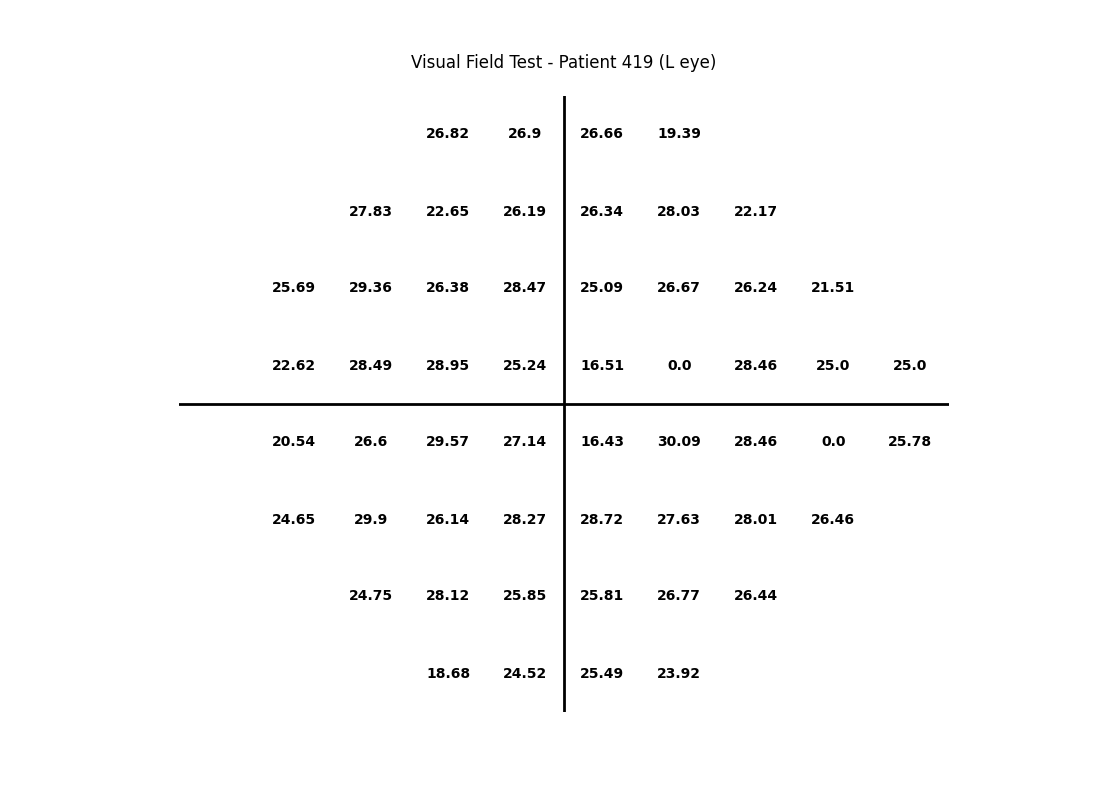 Visual Field Test - Patient 419 (L eye)
26.82 26.9 26.66 19.39
27.83 22.65 26.19 26.34 28.03 22.17
25.69 29.36 26.38 28.47 25.09 26.67 26.24 21.51
22.62 28.49 28.95 25.24 16.51 0.0 28.46 25.0 25.0
20.54 26.6 29.57 27.14 16.43 30.09 28.46 0.0 25.78
24.65 29.9 26.14 28.27 28.72 27.63 28.01 26.46
24.75 28.12 25.85 25.81 26.77 26.44
18.68 24.52 25.49 23.92